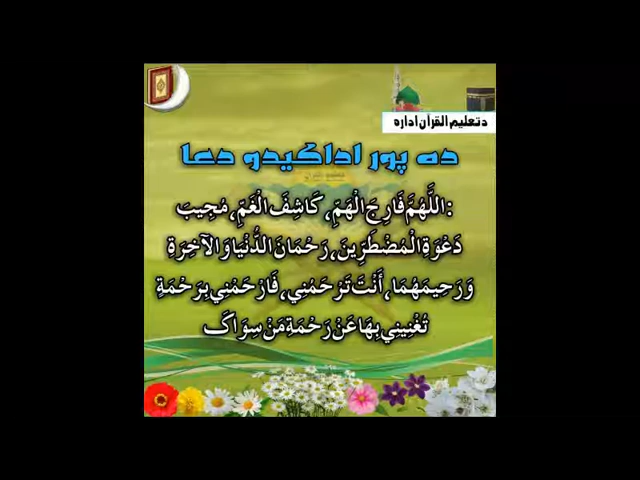 دتعلیم القرآن اداره
ده پور اداکیدو دعا
:اللَّهُمَّ فَارِجَ الْهَمِّ، كَاشِفَ الْغَمِّ، مُجِيبَ
دَعْوَةِ الْمُضْطَرِّينَ، رَحْمَانَ الدُّنْيَا وَالْآخِرَةِ
وَرَحِيمَهُمَا، أَنْتَ تَرْحَمُنِي، فَارْحَمْنِي بِرَحْمَةٍ
تُغْنِينِي بِهَا عَنْ رَحْمَةِ مَنْ سِوَاكَ